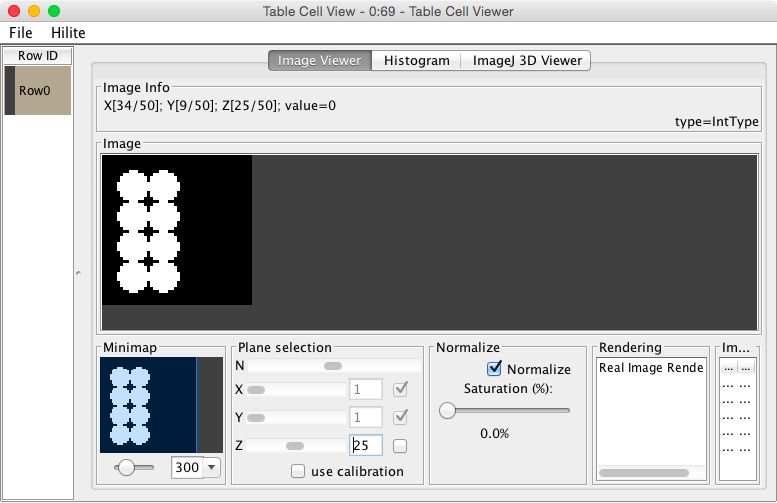 Table Cell View - 0:69 - Table Cell Viewer
File Hilite
Row ID
Row0
Image Viewer Histogram ImageJ 3D Viewer
Image Info
X[34/50]; Y[9/50]; Z[25/50]; value=0
type=IntType
Image
Minimap
300
Plane selection
N
X 1
Y 1
Z 25
use calibration
Normalize
Normalize
Saturation (%):
0.0%
Rendering
Real Image Rende
Im...
... ...
... ...
... ...
... ...
... ...
... ...